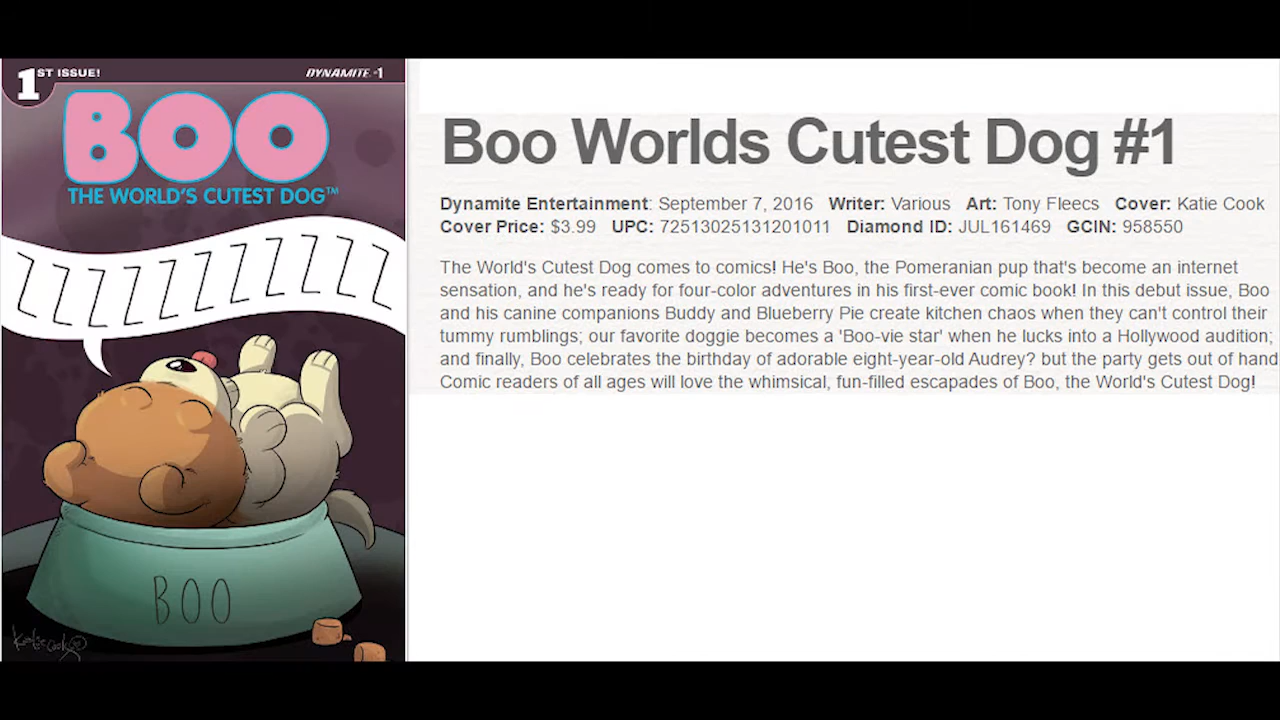 1ST ISSUE!
DYNAMITE #1
BOO
THE WORLD'S CUTEST DOG™
ZZZZZZZZZZ
BOO
Boo Worlds Cutest Dog #1
Dynamite Entertainment: September 7, 2016 Writer: Various Art: Tony Fleecs Cover: Katie Cook
Cover Price: $3.99 UPC: 72513025131201011 Diamond ID: JUL161469 GCIN: 958550
The World's Cutest Dog comes to comics! He's Boo, the Pomeranian pup that's become an internet
sensation, and he's ready for four-color adventures in his first-ever comic book! In this debut issue, Boo
and his canine companions Buddy and Blueberry Pie create kitchen chaos when they can't control their
tummy rumblings; our favorite doggie becomes a 'Boo-vie star' when he lucks into a Hollywood audition;
and finally, Boo celebrates the birthday of adorable eight-year-old Audrey? but the party gets out of hand
Comic readers of all ages will love the whimsical, fun-filled escapades of Boo, the World's Cutest Dog!